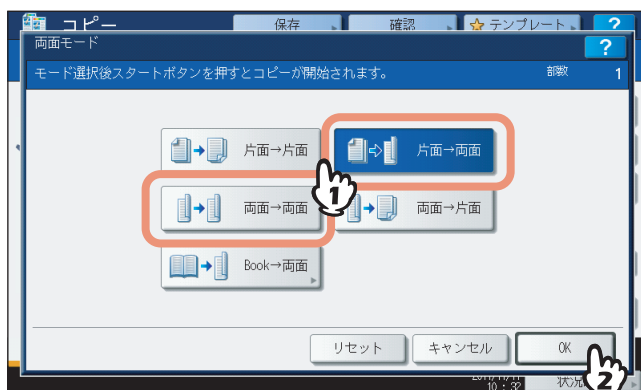 コピー 保存 確認 テンプレート ?
両面モード ?
モード選択後スタートボタンを押すとコピーが開始されます。 部数 1
片面→片面 片面→両面
1
両面→両面 両面→片面
Book→両面
リセット キャンセル OK
2
10:32 状況